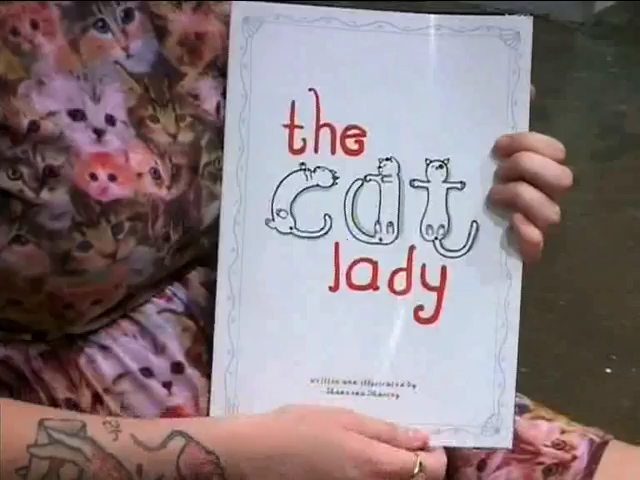 the
cat
lady
written and illustrated by